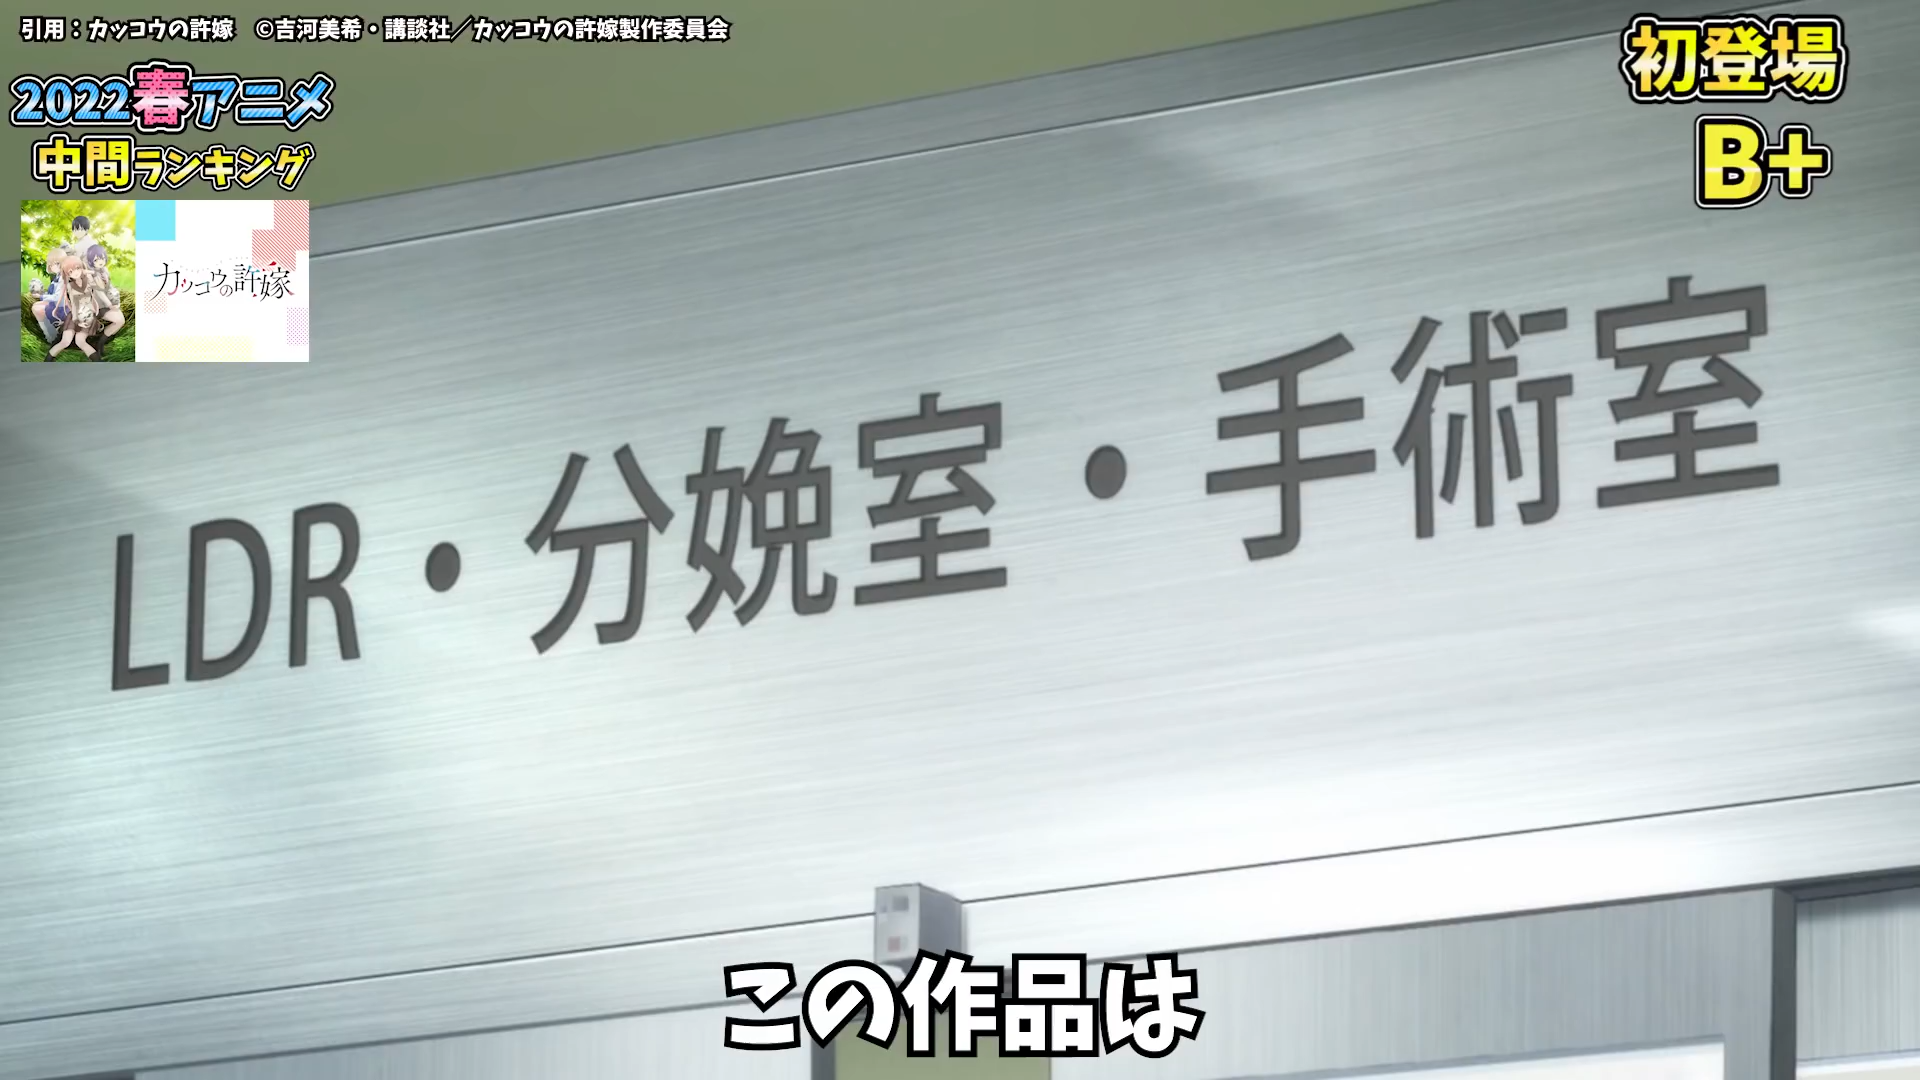 引用：カッコウの許嫁　©吉河美希・講談社／カッコウの許嫁製作委員会
2022春アニメ
中間ランキング
カッコウの許嫁
初登場
B+
LDR・分娩室・手術室
この作品は